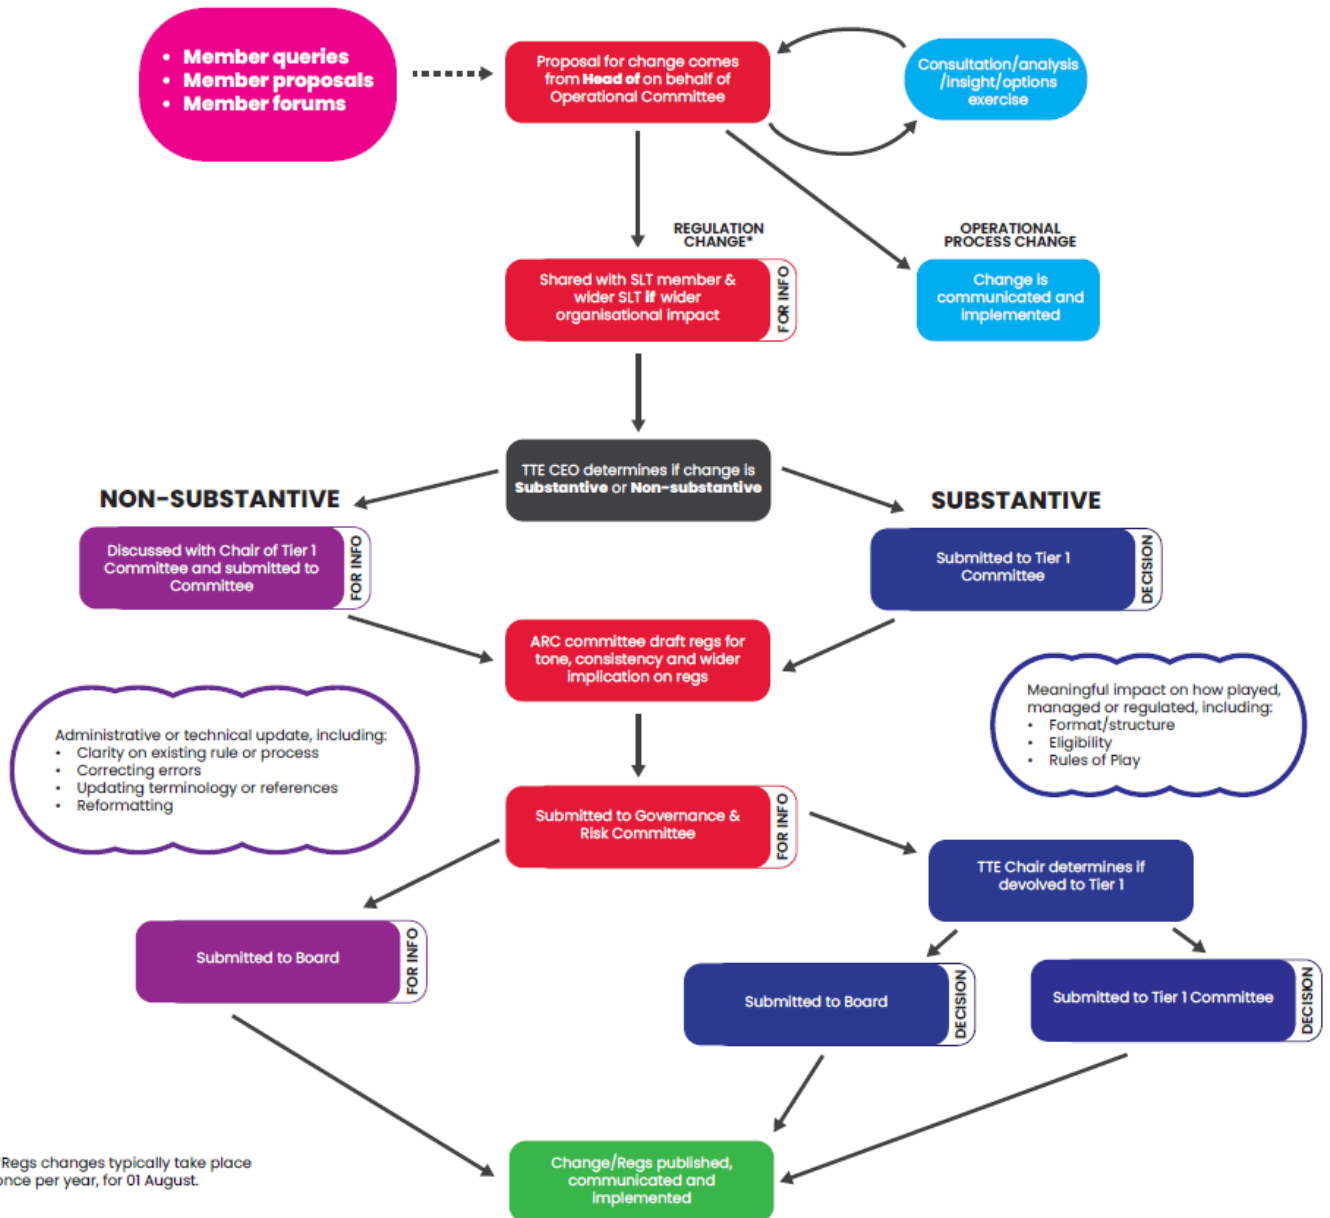 • Member queries
• Member proposals
• Member forums
Proposal for change comes
from Head of on behalf of
Operational Committee
Consultation/analysis
/insight/options
exercise
REGULATION
CHANGE*
OPERATIONAL
PROCESS CHANGE
Shared with SLT member &
wider SLT if wider
organisational impact
FOR INFO
Change is
communicated and
implemented
TTE CEO determines if change is
Substantive or Non-substantive
NON-SUBSTANTIVE
SUBSTANTIVE
Discussed with Chair of Tier 1
Committee and submitted to
Committee
FOR INFO
Submitted to Tier 1
Committee
DECISION
ARC committee draft regs for
tone, consistency and wider
implication on regs
Administrative or technical update, including:
• Clarity on existing rule or process
• Correcting errors
• Updating terminology or references
• Reformatting
Meaningful impact on how played,
managed or regulated, including:
• Format/structure
• Eligibility
• Rules of Play
Submitted to Governance &
Risk Committee
FOR INFO
TTE Chair determines if
devolved to Tier 1
Submitted to Board
FOR INFO
Submitted to Board
DECISION
Submitted to Tier 1 Committee
DECISION
Regs changes typically take place
once per year, for 01 August.
Change/Regs published,
communicated and
implemented